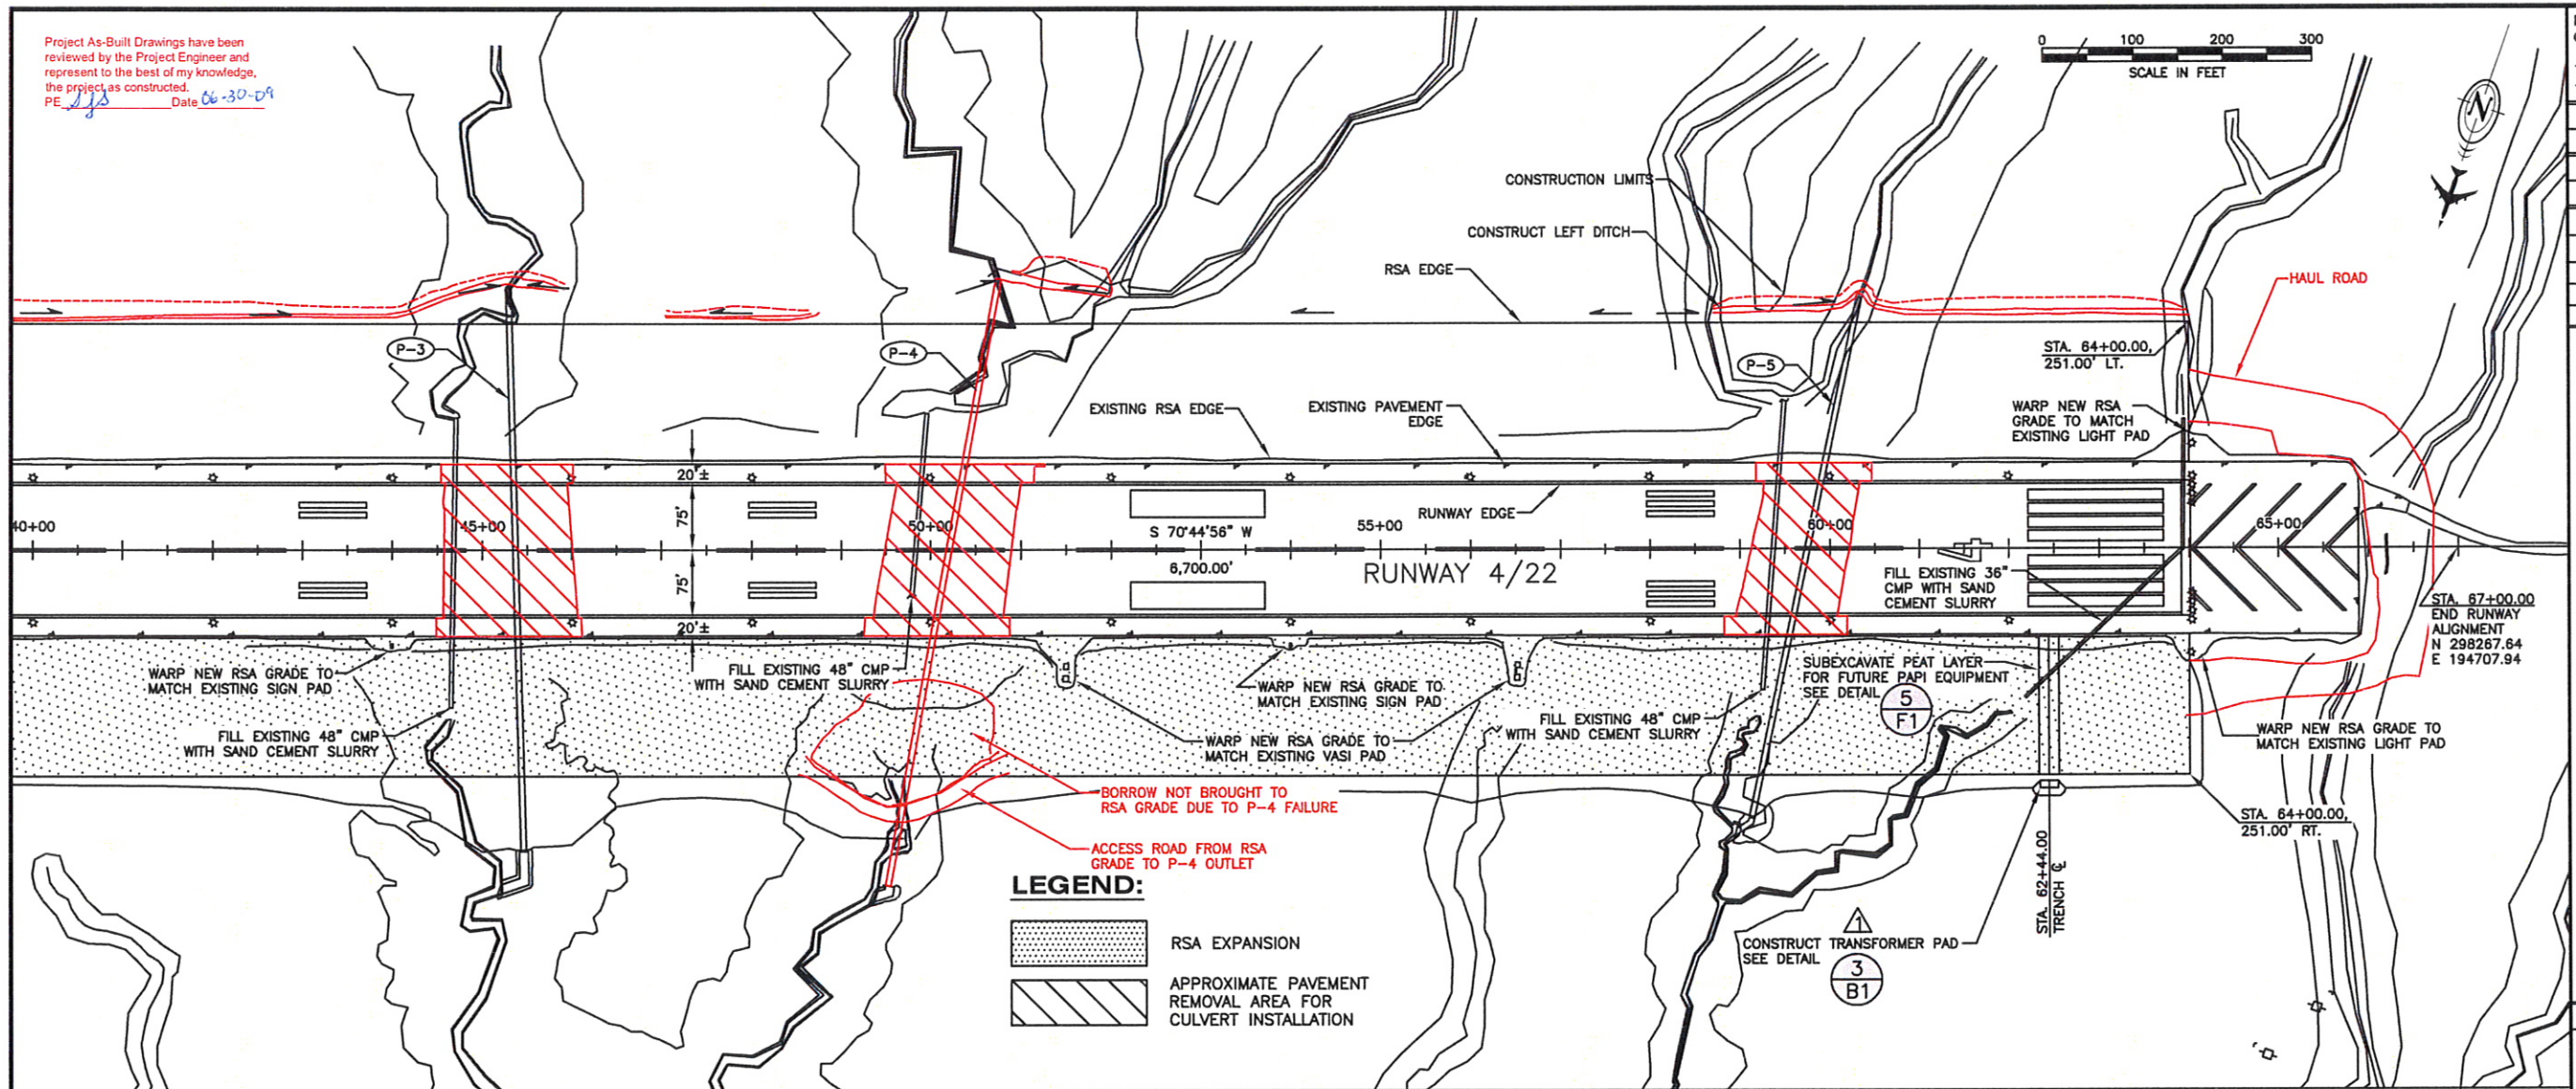 Project As-Built Drawings have been
reviewed by the Project Engineer and
represent to the best of my knowledge,
the project as constructed.
PE Date 06-30-09
0 100 200 300
SCALE IN FEET
N
CONSTRUCTION LIMITS
CONSTRUCT LEFT DITCH
RSA EDGE
HAUL ROAD
P-3
P-4
P-5
STA. 64+00.00,
251.00' LT.
EXISTING RSA EDGE
EXISTING PAVEMENT
EDGE
WARP NEW RSA
GRADE TO MATCH
EXISTING LIGHT PAD
20'±
75'
40+00
45+00
50+00
S 70°44'56" W
55+00
RUNWAY EDGE
60+00
65+00
75'
6,700.00'
RUNWAY 4/22
4
FILL EXISTING 36"
CMP WITH SAND
CEMENT SLURRY
20'±
STA. 67+00.00
END RUNWAY
ALIGNMENT
N 298267.64
E 194707.94
WARP NEW RSA GRADE TO
MATCH EXISTING SIGN PAD
FILL EXISTING 48" CMP
WITH SAND CEMENT SLURRY
WARP NEW RSA GRADE TO
MATCH EXISTING SIGN PAD
SUBEXCAVATE PEAT LAYER
FOR FUTURE PAPI EQUIPMENT
SEE DETAIL
5
F1
FILL EXISTING 48" CMP
WITH SAND CEMENT SLURRY
WARP NEW RSA GRADE TO
MATCH EXISTING VASI PAD
FILL EXISTING 48" CMP
WITH SAND CEMENT SLURRY
WARP NEW RSA GRADE TO
MATCH EXISTING LIGHT PAD
BORROW NOT BROUGHT TO
RSA GRADE DUE TO P-4 FAILURE
STA. 64+00.00,
251.00' RT.
ACCESS ROAD FROM RSA
GRADE TO P-4 OUTLET
STA. 62+44.00
TRENCH ℄
LEGEND:
RSA EXPANSION
APPROXIMATE PAVEMENT
REMOVAL AREA FOR
CULVERT INSTALLATION
1
CONSTRUCT TRANSFORMER PAD
SEE DETAIL
3
B1